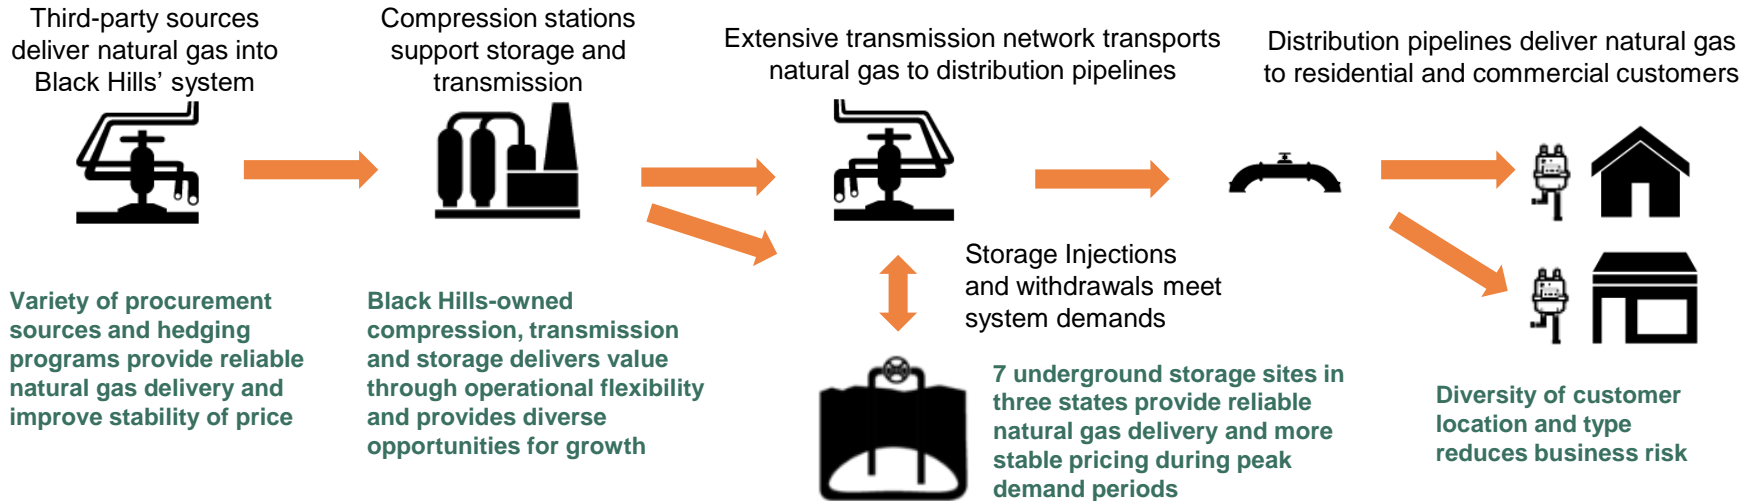 Third-party sources
deliver natural gas into
Black Hills' system
Compression stations
support storage and
transmission
Extensive transmission network transports
natural gas to distribution pipelines
Distribution pipelines deliver natural gas
to residential and commercial customers
Storage Injections
and withdrawals meet
system demands
Variety of procurement
sources and hedging
programs provide reliable
natural gas delivery and
improve stability of price
Black Hills-owned
compression, transmission
and storage delivers value
through operational flexibility
and provides diverse
opportunities for growth
7 underground storage sites in
three states provide reliable
natural gas delivery and more
stable pricing during peak
demand periods
Diversity of customer
location and type
reduces business risk